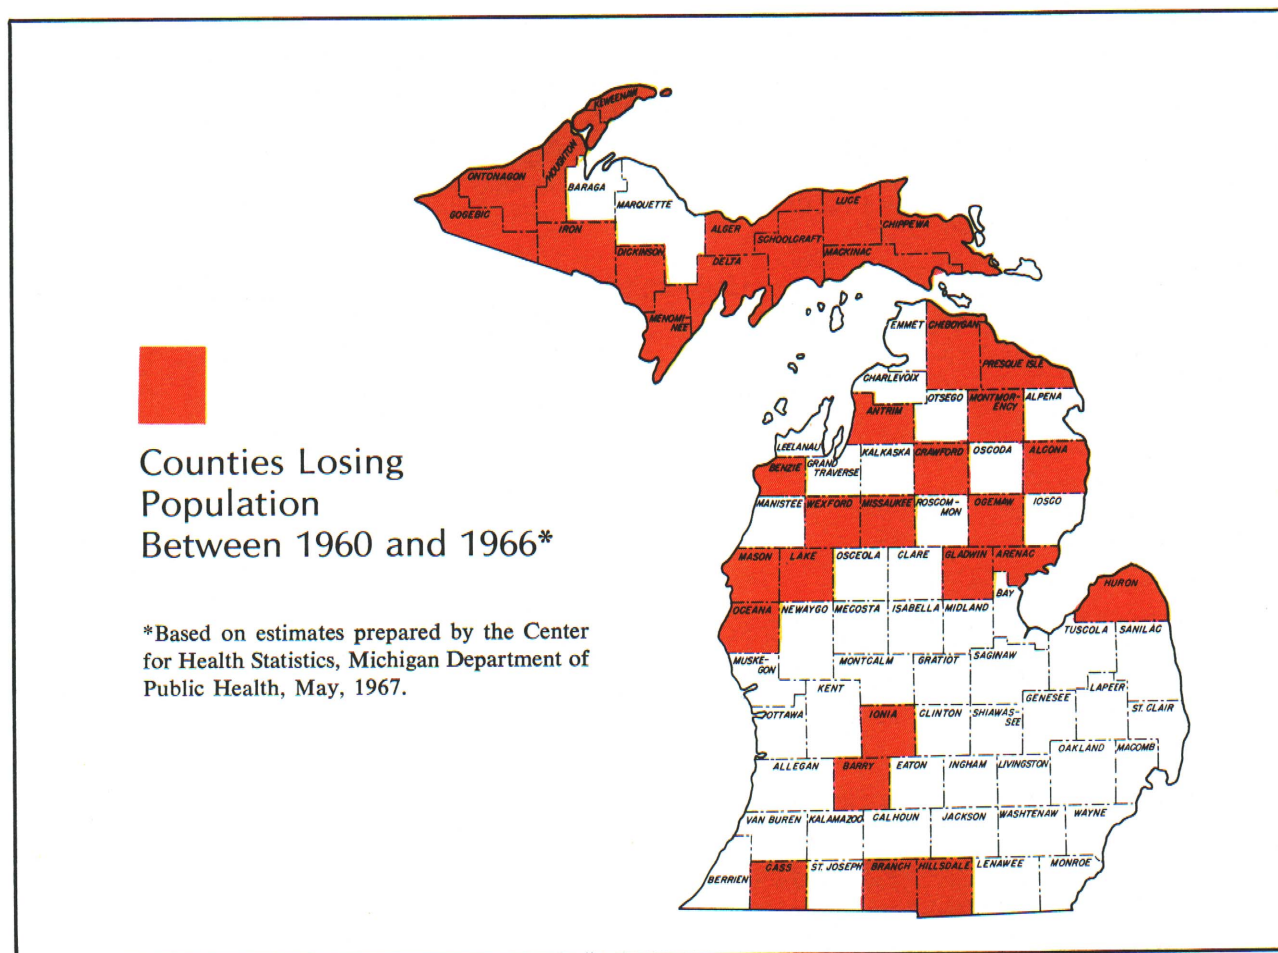 KEWEENAW
HOUGHTON
ONTONAGON
BARAGA
GOGEBIC
MARQUETTE
IRON
LUCE
ALGER
CHIPPEWA
SCHOOLCRAFT
DICKINSON
DELTA
MACKINAC
MENOMI-
NEE
EMMET
CHEBOYGAN
PRESQUE ISLE
CHARLEVOIX
OTSEGO
MONTMOR-
ENCY
ALPENA
ANTRIM
LEELANAU
KALKASKA
CRAWFORD
OSCODA
ALCONA
BENZIE
GRAND
TRAVERSE
MANISTEE
WEXFORD
MISSAUKEE
ROSCOM-
MON
OGEMAW
IOSCO
MASON
LAKE
OSCEOLA
CLARE
GLADWIN
ARENAC
HURON
BAY
OCEANA
NEWAYGO
MECOSTA
ISABELLA
MIDLAND
TUSCOLA
SANILAC
MUSKE-
GON
MONTCALM
GRATIOT
SAGINAW
KENT
GENESEE
LAPEER
OTTAWA
IONIA
CLINTON
SHIAWAS-
SEE
ST. CLAIR
OAKLAND
MACOMB
ALLEGAN
BARRY
EATON
INGHAM
LIVINGSTON
VAN BUREN
KALAMAZOO
CALHOUN
JACKSON
WASHTENAW
WAYNE
BERRIEN
CASS
ST. JOSEPH
BRANCH
HILLSDALE
LENAWEE
MONROE
Counties Losing
Population
Between 1960 and 1966*
*Based on estimates prepared by the Center
for Health Statistics, Michigan Department of
Public Health, May, 1967.